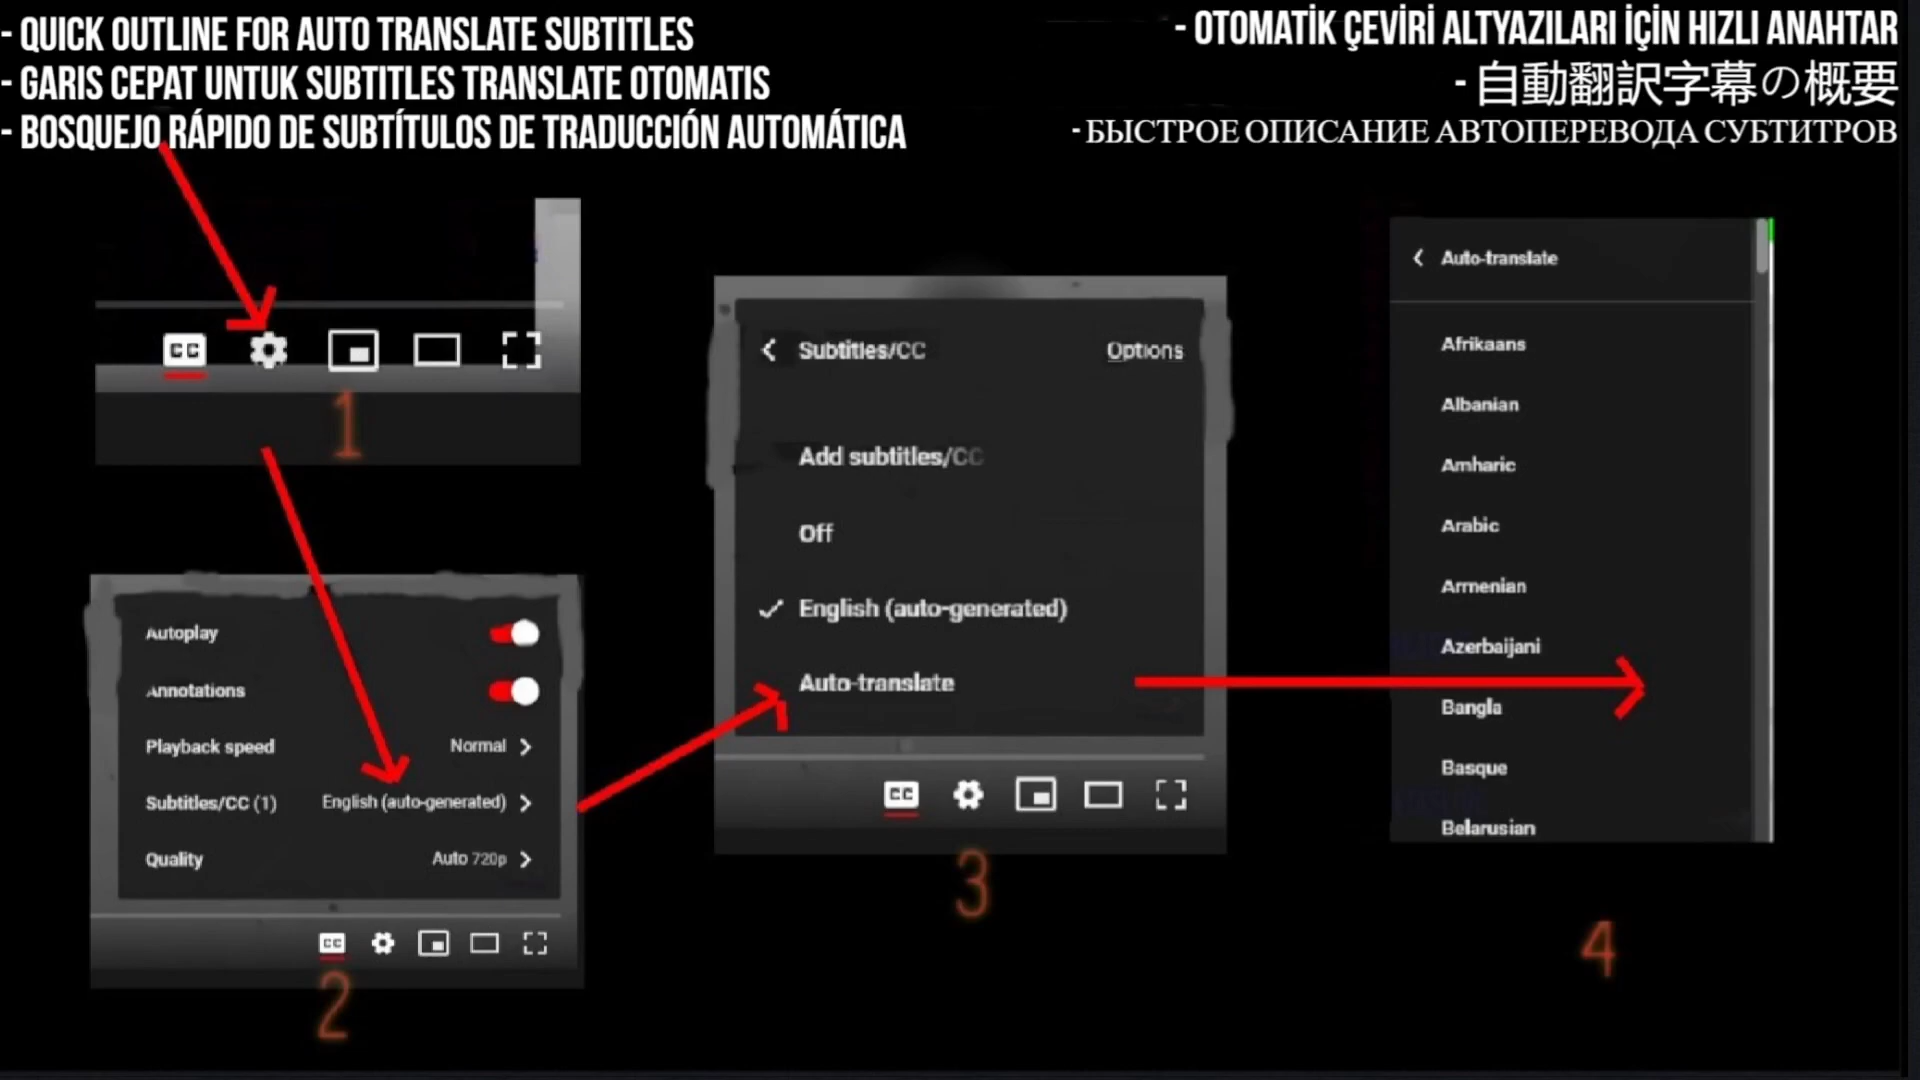 - QUICK OUTLINE FOR AUTO TRANSLATE SUBTITLES
- GARIS CEPAT UNTUK SUBTITLES TRANSLATE OTOMATIS
- BOSQUEJO RÁPIDO DE SUBTÍTULOS DE TRADUCCIÓN AUTOMÁTICA
- OTOMATİK ÇEVİRİ ALTYAZILARI İÇİN HIZLI ANAHTAR
- 自動翻訳字幕の概要
- БЫСТРОЕ ОПИСАНИЕ АВТОПЕРЕВОДА СУБТИТРОВ
CC
1
Autoplay
Annotations
Playback speed Normal
Subtitles/CC (1) English (auto-generated)
Quality Auto 720p
CC
2
Subtitles/CC Options
Add subtitles/CC
Off
English (auto-generated)
Auto-translate
CC
3
Auto-translate
Afrikaans
Albanian
Amharic
Arabic
Armenian
Azerbaijani
Bangla
Basque
Belarusian
4